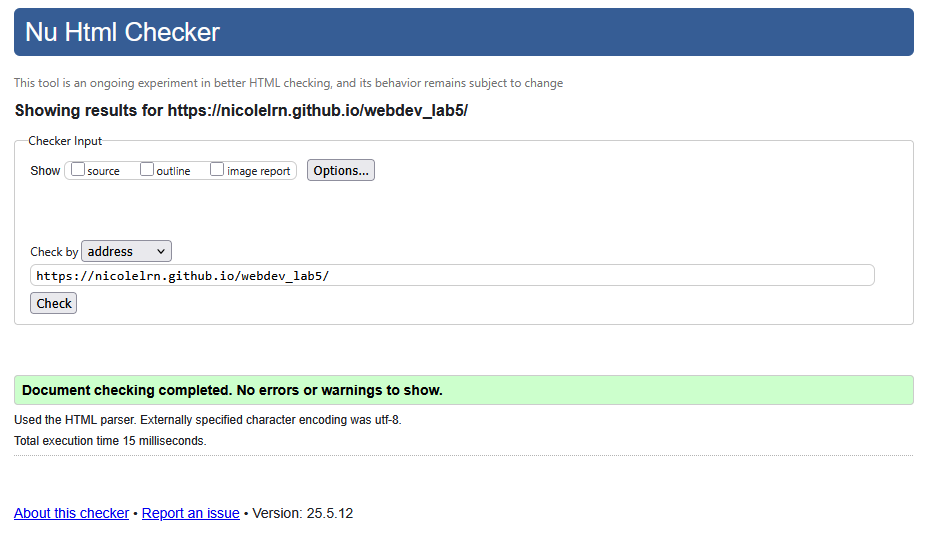 Nu Html Checker
This tool is an ongoing experiment in better HTML checking, and its behavior remains subject to change
Showing results for https://nicolelrn.github.io/webdev_lab5/
Checker Input
Show source outline image report Options...
Check by address
https://nicolelrn.github.io/webdev_lab5/
Check
Document checking completed. No errors or warnings to show.
Used the HTML parser. Externally specified character encoding was utf-8.
Total execution time 15 milliseconds.
About this checker • Report an issue • Version: 25.5.12